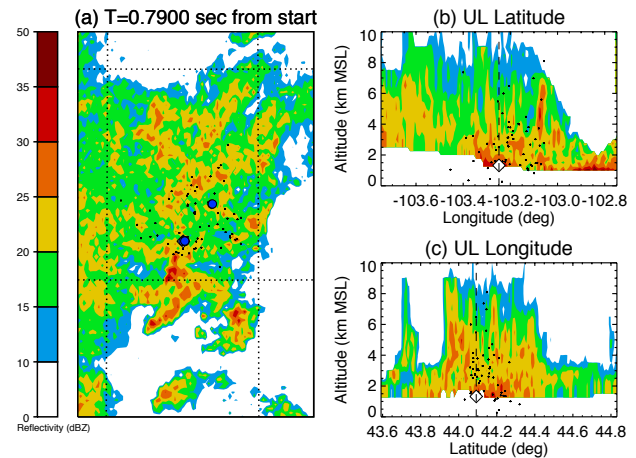 (a) T=0.7900 sec from start
50
40
35
30
25
20
15
10
0
Reflectivity (dBZ)
(b) UL Latitude
Altitude (km MSL)
10
8
6
4
2
0
-103.6 -103.4 -103.2 -103.0 -102.8
Longitude (deg)
(c) UL Longitude
Altitude (km MSL)
10
8
6
4
2
0
43.6 43.8 44.0 44.2 44.4 44.6 44.8
Latitude (deg)